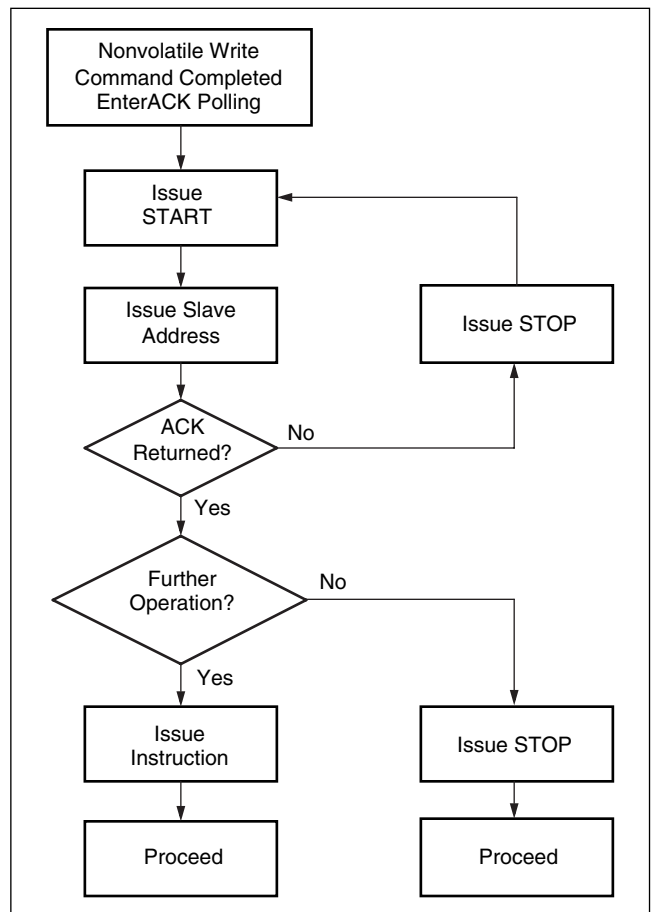 Nonvolatile Write
Command Completed
EnterACK Polling
Issue
START
Issue Slave
Address
Issue STOP
ACK
Returned?
No
Yes
Further
Operation?
No
Yes
Issue
Instruction
Issue STOP
Proceed
Proceed